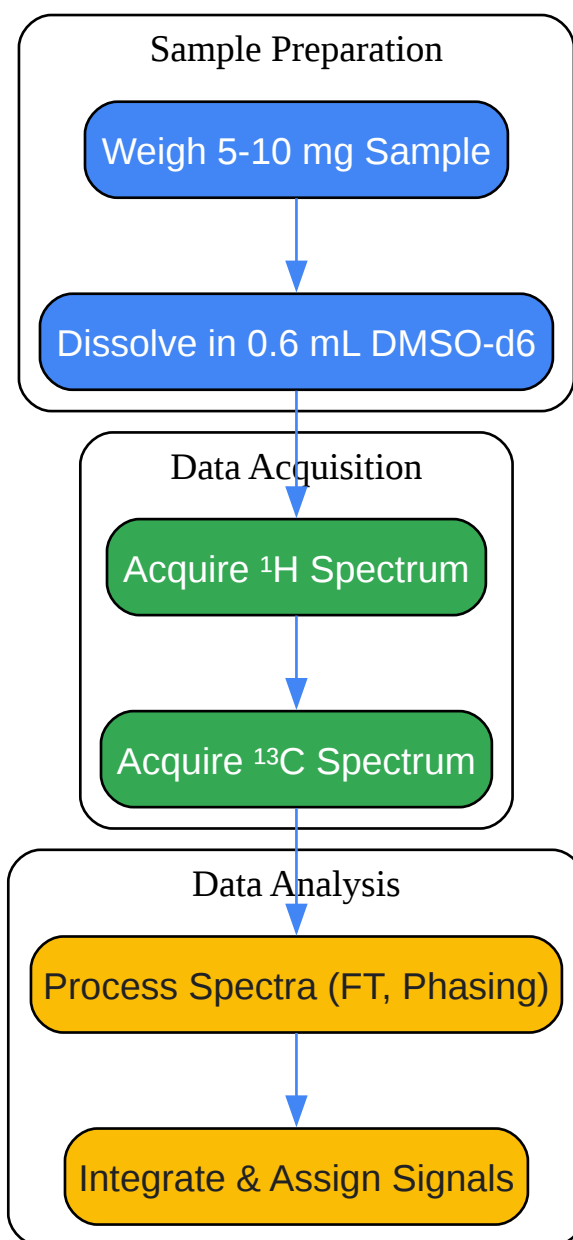 Sample Preparation
Weigh 5-10 mg Sample
Dissolve in 0.6 mL DMSO-d6
Data Acquisition
Acquire ¹H Spectrum
Acquire ¹³C Spectrum
Data Analysis
Process Spectra (FT, Phasing)
Integrate & Assign Signals